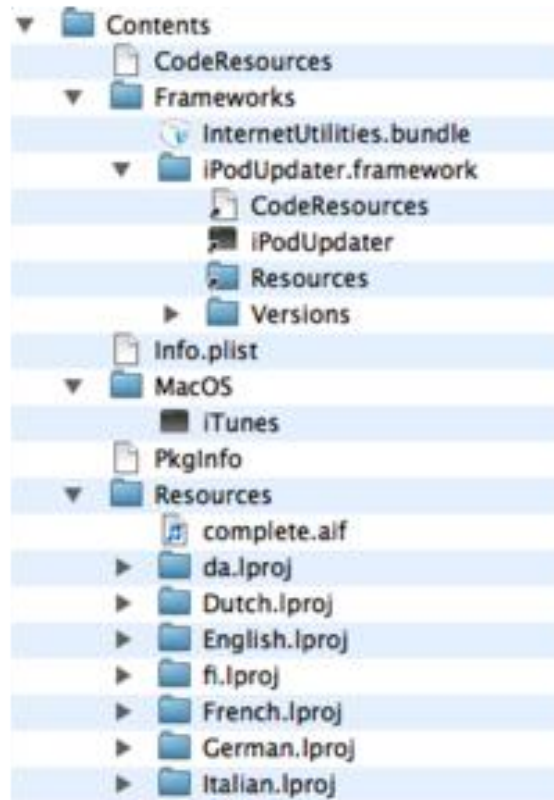 Contents
CodeResources
Frameworks
InternetUtilities.bundle
iPodUpdater.framework
CodeResources
iPodUpdater
Resources
Versions
Info.plist
MacOS
iTunes
PkgInfo
Resources
complete.aif
da.lproj
Dutch.lproj
English.lproj
fi.lproj
French.lproj
German.lproj
Italian.lproj